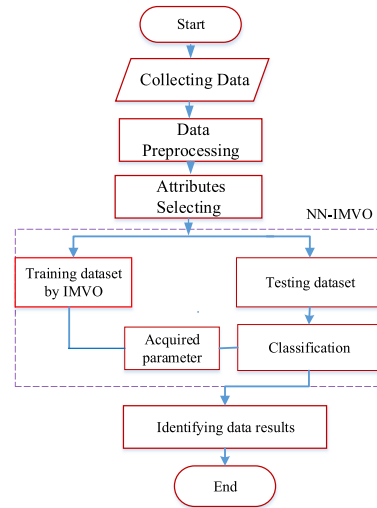 Start
Collecting Data
Data
Preprocessing
Attributes
Selecting
NN-IMVO
Training dataset
by IMVO
Testing dataset
Acquired
parameter
Classification
Identifying data results
End